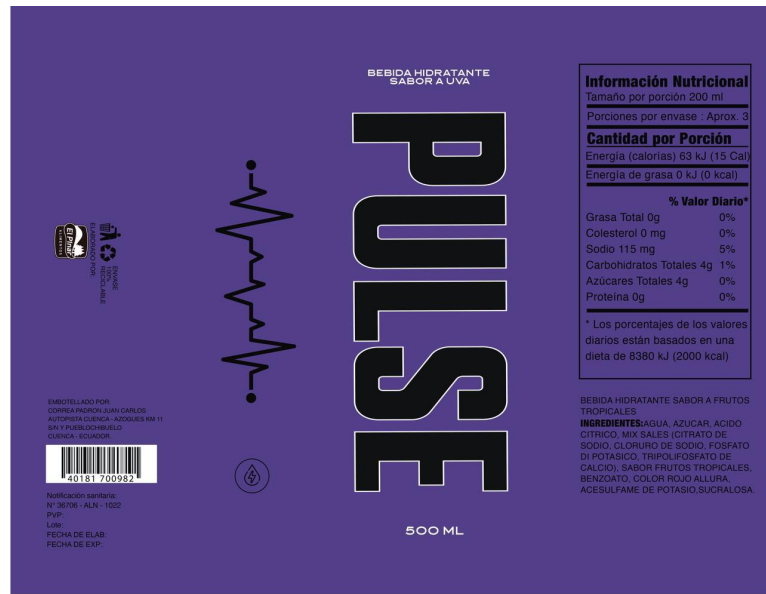 El Pinar
ALIMENTOS
ELABORADO POR:
ENVASE
100%
RECICLABLE
EMBOTELLADO POR:
CORREA PADRON JUAN CARLOS
AUTOPISTA CUENCA - AZOGUES KM 11
S/N Y PUEBLOCHIBUELO
CUENCA - ECUADOR.
40181 700982
Notificación sanitaria:
N° 36706 - ALN - 1022
PVP:
Lote:
FECHA DE ELAB:
FECHA DE EXP:
BEBIDA HIDRATANTE
SABOR A UVA
PULSE
500 ML
Información Nutricional
Tamaño por porción 200 ml
Porciones por envase : Aprox. 3
Cantidad por Porción
Energía (calorías) 63 kJ (15 Cal)
Energía de grasa 0 kJ (0 kcal)
% Valor Diario*
Grasa Total 0g 0%
Colesterol 0 mg 0%
Sodio 115 mg 5%
Carbohidratos Totales 4g 1%
Azúcares Totales 4g 0%
Proteína 0g 0%
* Los porcentajes de los valores
diarios están basados en una
dieta de 8380 kJ (2000 kcal)
BEBIDA HIDRATANTE SABOR A FRUTOS
TROPICALES
INGREDIENTES:AGUA, AZUCAR, ACIDO
CITRICO, MIX SALES (CITRATO DE
SODIO, CLORURO DE SODIO, FOSFATO
DI POTASICO, TRIPOLIFOSFATO DE
CALCIO), SABOR FRUTOS TROPICALES,
BENZOATO, COLOR ROJO ALLURA,
ACESULFAME DE POTASIO,SUCRALOSA.